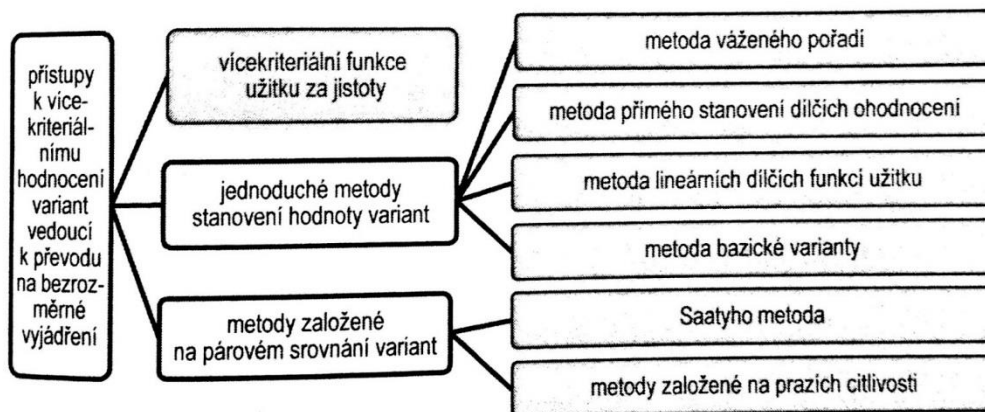 přístupy
k více-
kriteriál-
nímu
hodnocení
variant
vedoucí
k převodu
na bezroz-
měrné
vyjádření
vícekriteriální funkce
užitku za jistoty
jednoduché metody
stanovení hodnoty variant
metody založené
na párovém srovnání variant
metoda váženého pořadí
metoda přímého stanovení dílčích ohodnocení
metoda lineárních dílčích funkcí užitku
metoda bazické varianty
Saatyho metoda
metody založené na prazích citlivosti